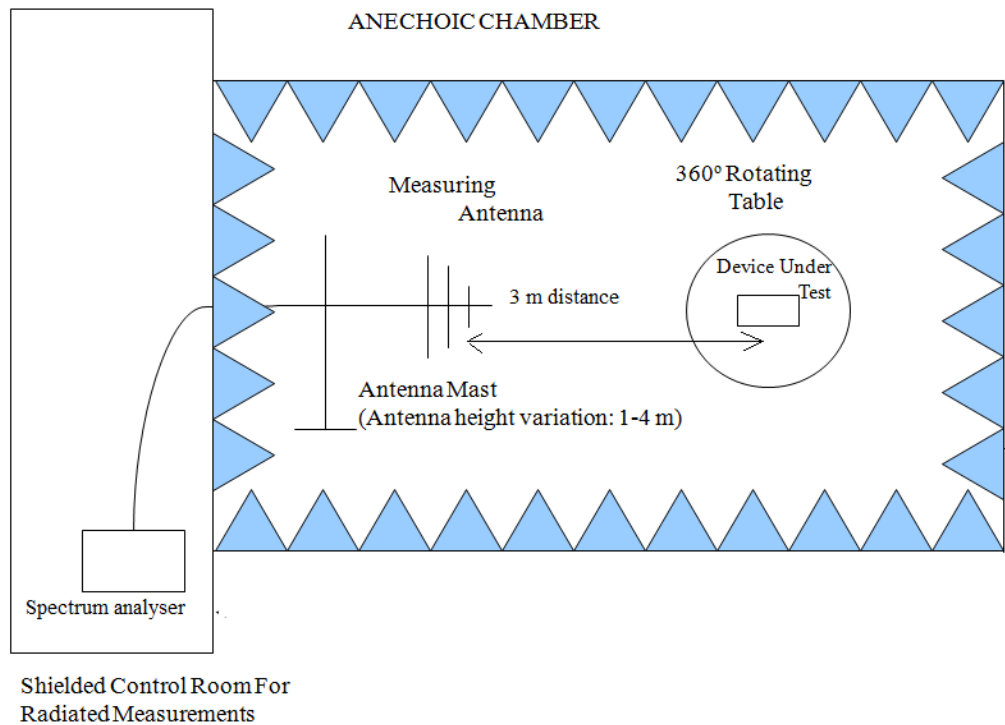 ANECHOIC CHAMBER
Measuring
Antenna
360º Rotating
Table
Device Under
Test
3 m distance
Antenna Mast
(Antenna height variation: 1-4 m)
Spectrum analyser
Shielded Control Room For
Radiated Measurements